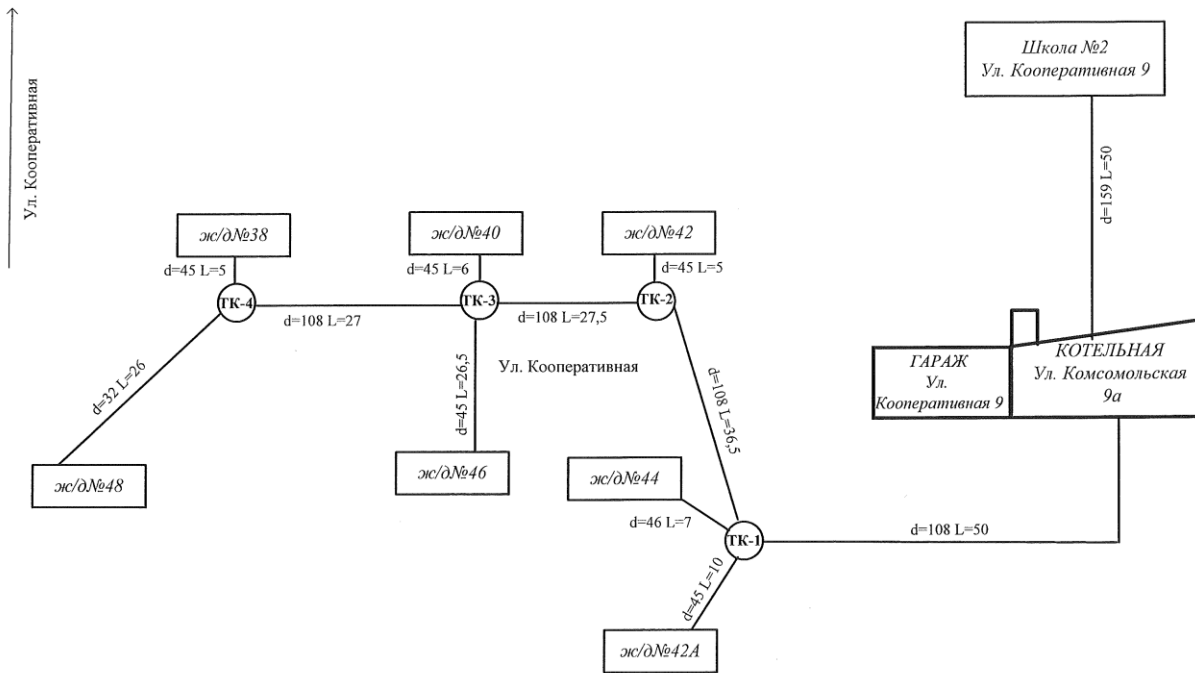 Ул. Кооперативная
Школа №2
Ул. Кооперативная 9
d=159 L=50
ж/д№38
ж/д№40
ж/д№42
d=45 L=5
d=45 L=6
d=45 L=5
ТК-4
ТК-3
ТК-2
d=108 L=27
d=108 L=27,5
Ул. Кооперативная
d=32 L=26
d=45 L=26,5
d=108 L=36,5
ГАРАЖ
Ул.
Кооперативная 9
КОТЕЛЬНАЯ
Ул. Комсомольская
9а
ж/д№48
ж/д№46
ж/д№44
d=46 L=7
ТК-1
d=108 L=50
d=45 L=10
ж/д№42А